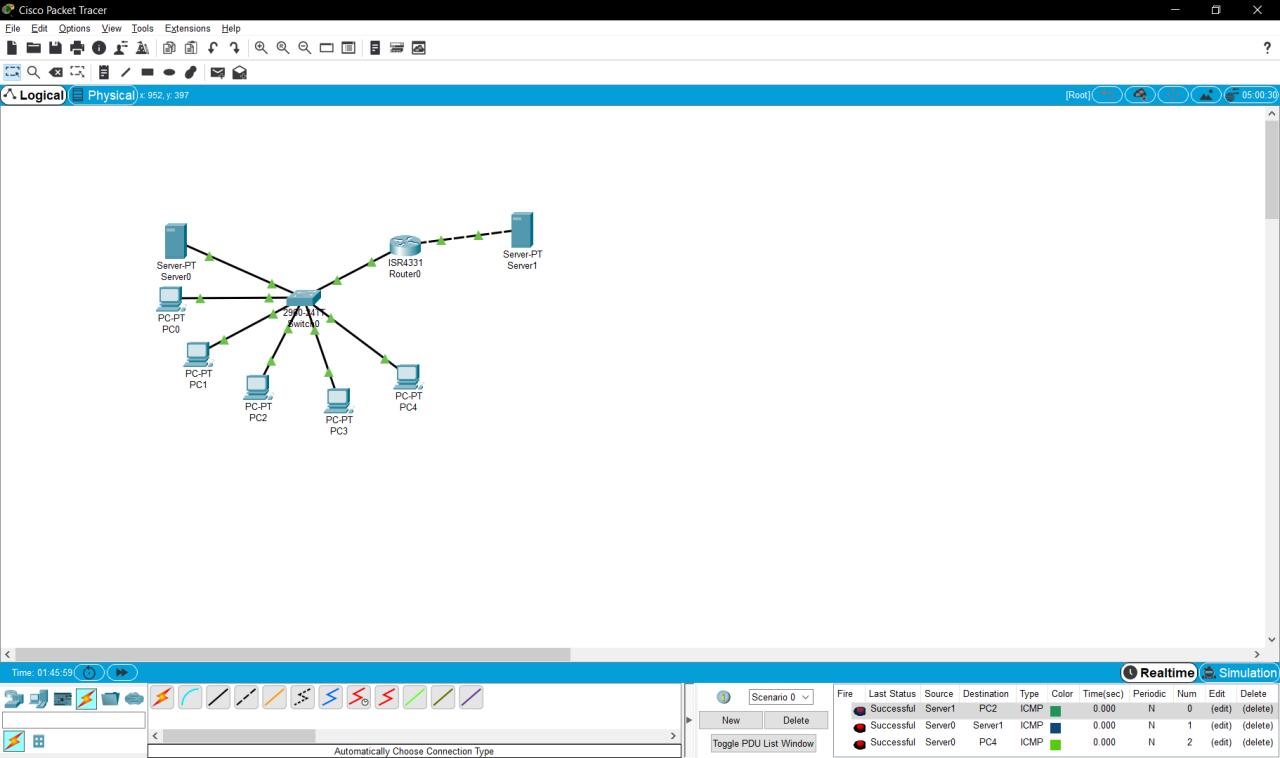 Cisco Packet Tracer
File Edit Options View Tools Extensions Help
?
Logical Physical x: 952, y: 397 [Root] 05:00:30
Server-PT
Server0
PC-PT
PC0
PC-PT
PC1
PC-PT
PC2
PC-PT
PC3
PC-PT
PC4
2960-24TT
Switch0
ISR4331
Router0
Server-PT
Server1
Time: 01:45:59 Realtime Simulation
Automatically Choose Connection Type
Scenario 0
New Delete
Toggle PDU List Window
Fire Last Status Source Destination Type Color Time(sec) Periodic Num Edit Delete
Successful Server1 PC2 ICMP 0.000 N 0 (edit) (delete)
Successful Server0 Server1 ICMP 0.000 N 1 (edit) (delete)
Successful Server0 PC4 ICMP 0.000 N 2 (edit) (delete)